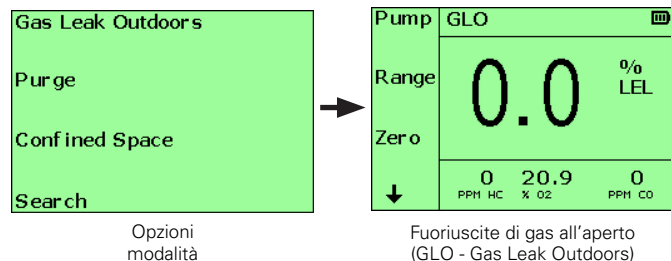 Gas Leak Outdoors
Purge
Confined Space
Search
Opzioni
modalità
Pump
Range
Zero
GLO
0.0
%
LEL
0 20.9 0
PPM HC % O2 PPM CO
Fuoriuscite di gas all'aperto
(GLO - Gas Leak Outdoors)